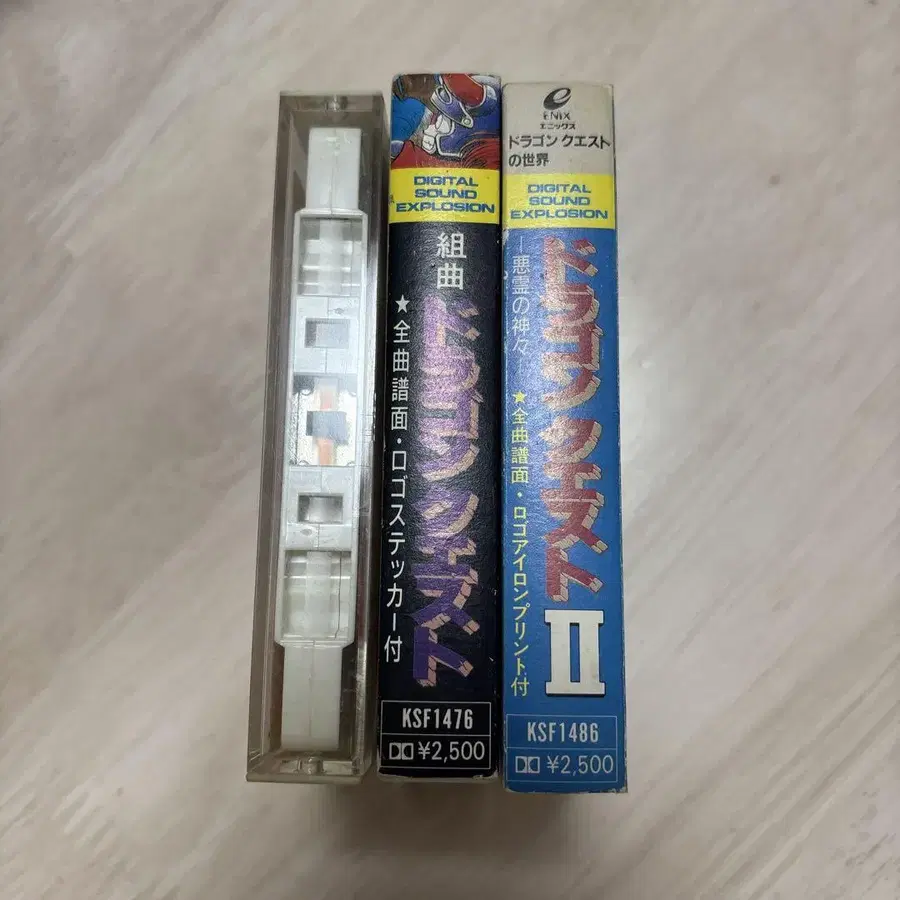 DIGITAL
SOUND
EXPLOSION
組曲
ドラゴンクエスト
★全曲譜面・ロゴステッカー付
KSF1476
¥2,500
ENIX
エニックス
ドラゴンクエスト
の世界
DIGITAL
SOUND
EXPLOSION
ドラゴンクエストII
―悪霊の神々―
★全曲譜面・ロゴアイロンプリント付
KSF1486
¥2,500